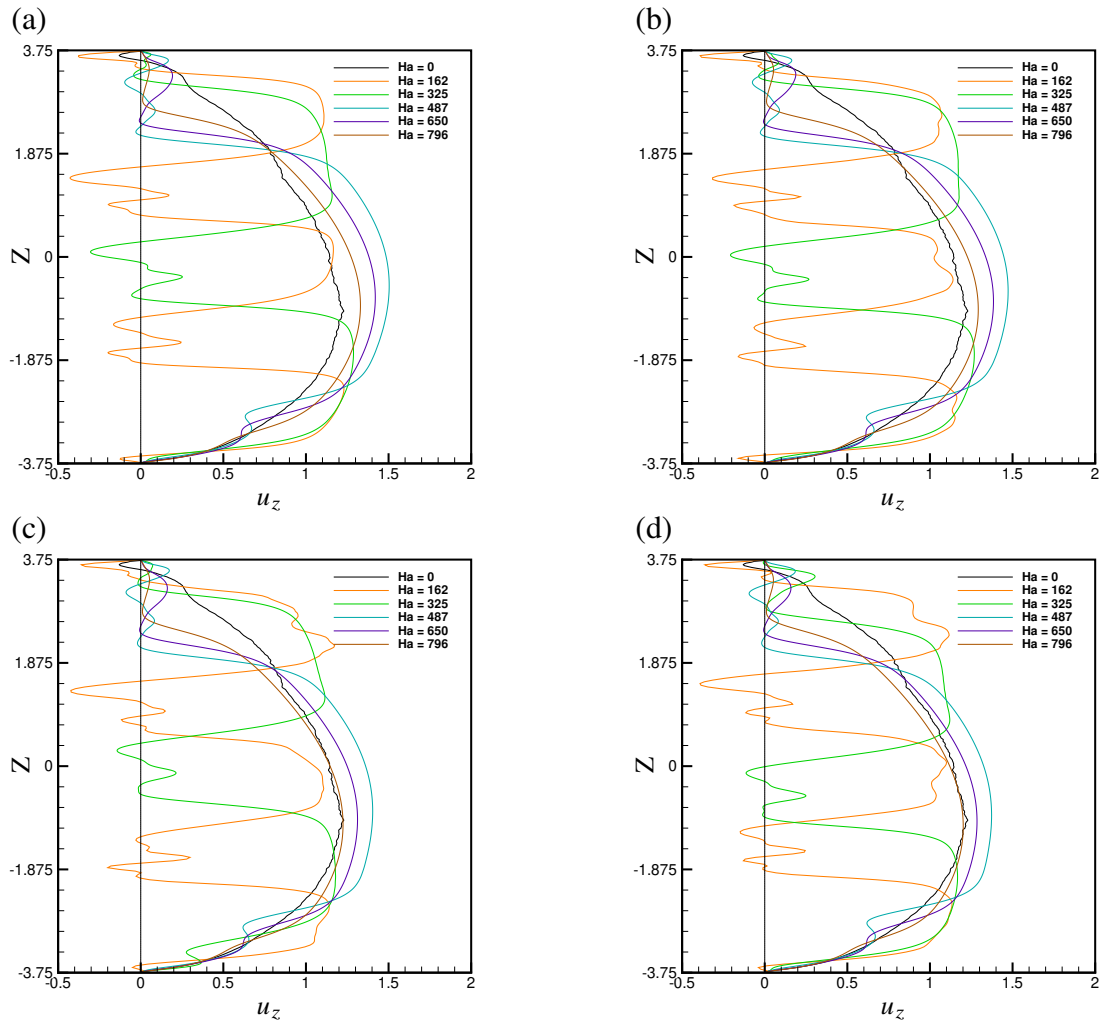 (a)
3.75
1.875
0
-1.875
-3.75
Z
-0.5
0
0.5
1
1.5
2
u_z
Ha = 0
Ha = 162
Ha = 325
Ha = 487
Ha = 650
Ha = 796
(b)
3.75
1.875
0
-1.875
-3.75
Z
-0.5
0
0.5
1
1.5
2
u_z
Ha = 0
Ha = 162
Ha = 325
Ha = 487
Ha = 650
Ha = 796
(c)
3.75
1.875
0
-1.875
-3.75
Z
-0.5
0
0.5
1
1.5
2
u_z
Ha = 0
Ha = 162
Ha = 325
Ha = 487
Ha = 650
Ha = 796
(d)
3.75
1.875
0
-1.875
-3.75
Z
-0.5
0
0.5
1
1.5
2
u_z
Ha = 0
Ha = 162
Ha = 325
Ha = 487
Ha = 650
Ha = 796